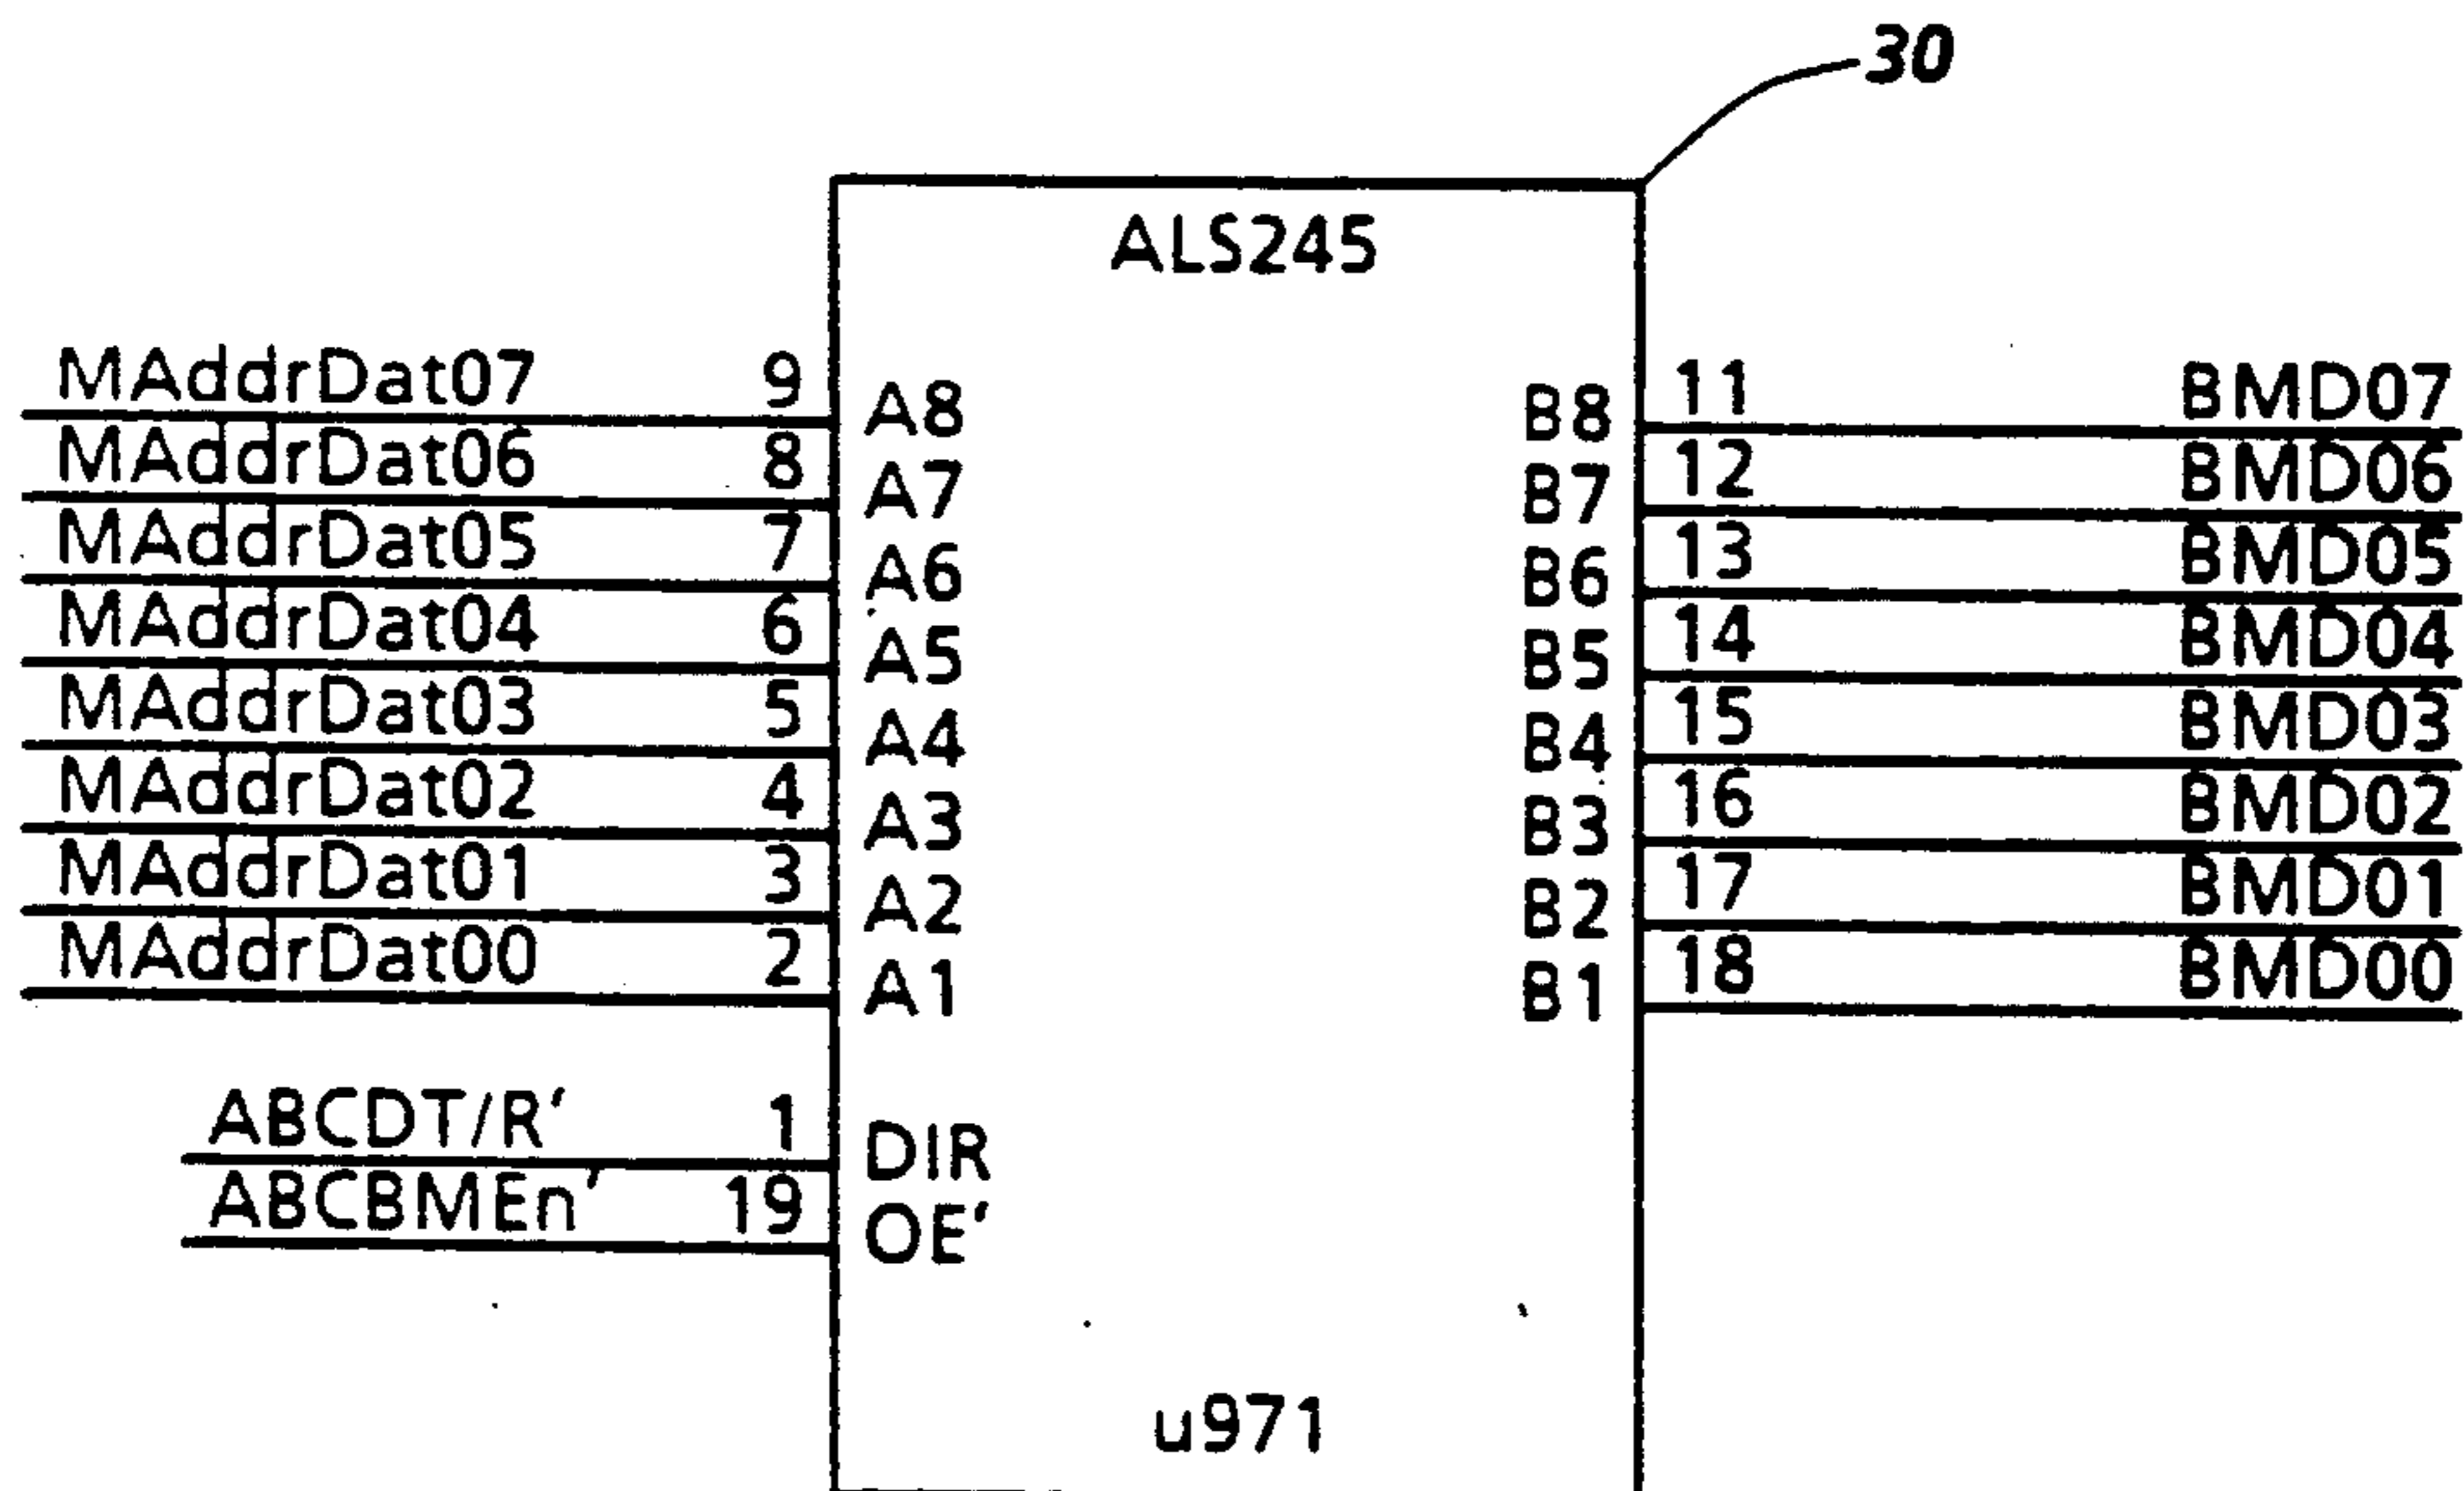 30
ALS245
MAddrDat07 9 A8 B8 11 BMD07
MAddrDat06 8 A7 B7 12 BMD06
MAddrDat05 7 A6 B6 13 BMD05
MAddrDat04 6 A5 B5 14 BMD04
MAddrDat03 5 A4 B4 15 BMD03
MAddrDat02 4 A3 B3 16 BMD02
MAddrDat01 3 A2 B2 17 BMD01
MAddrDat00 2 A1 B1 18 BMD00
ABCDT/R' 1 DIR
ABCBMEn' 19 OE'
u971